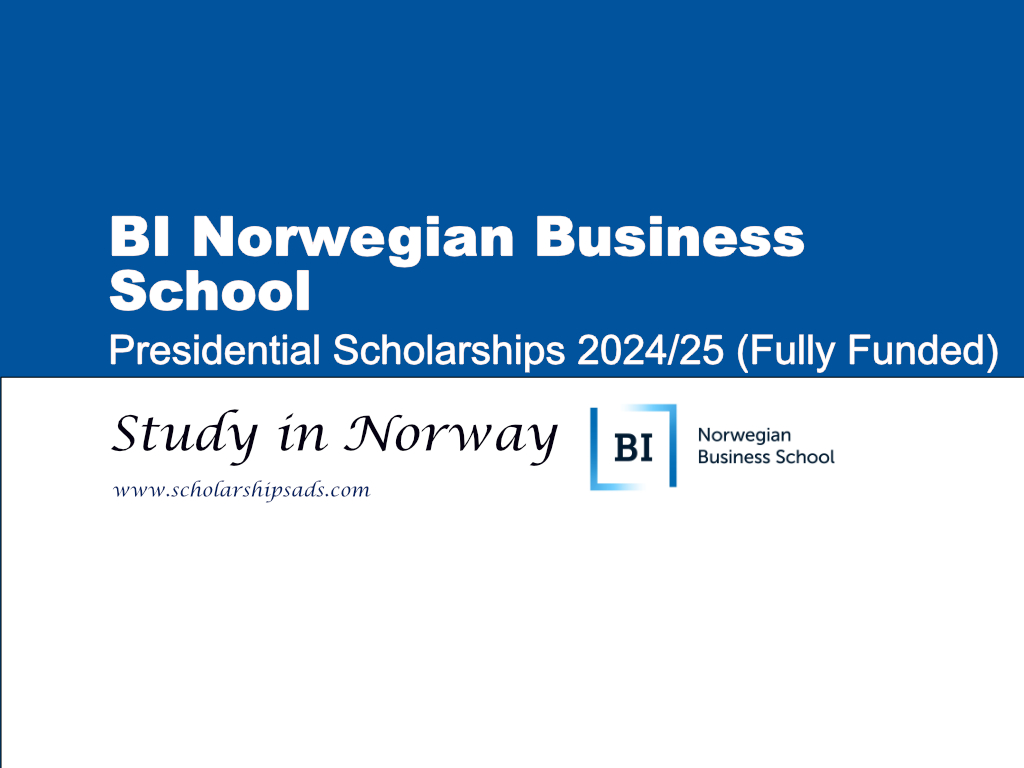 BI Norwegian Business
School
Presidential Scholarships 2024/25 (Fully Funded)
Study in Norway
www.scholarshipsads.com
BI
Norwegian
Business School